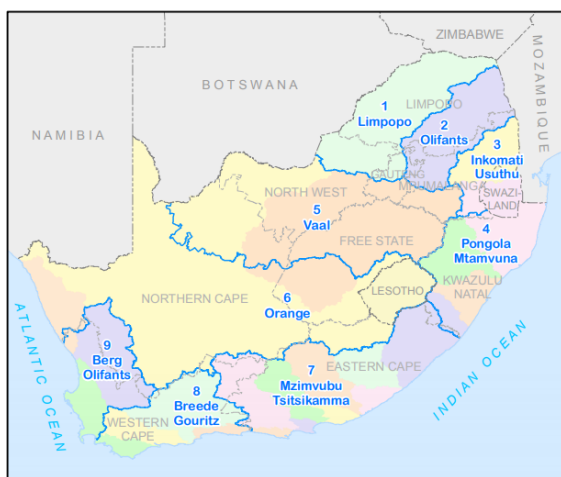 ZIMBABWE
MOZAMBIQUE
BOTSWANA
NAMIBIA
1
Limpopo
LIMPOPO
2
Olifants
3
Inkomati
Usuthu
GAUTENG
MPUMALANGA
SWAZI
LAND
NORTH WEST
5
Vaal
4
Pongola
Mtamvuna
FREE STATE
KWAZULU
NATAL
LESOTHO
NORTHERN CAPE
6
Orange
ATLANTIC OCEAN
INDIAN OCEAN
9
Berg
Olifants
EASTERN CAPE
7
Mzimvubu
Tsitsikamma
8
Breede
Gouritz
WESTERN
CAPE